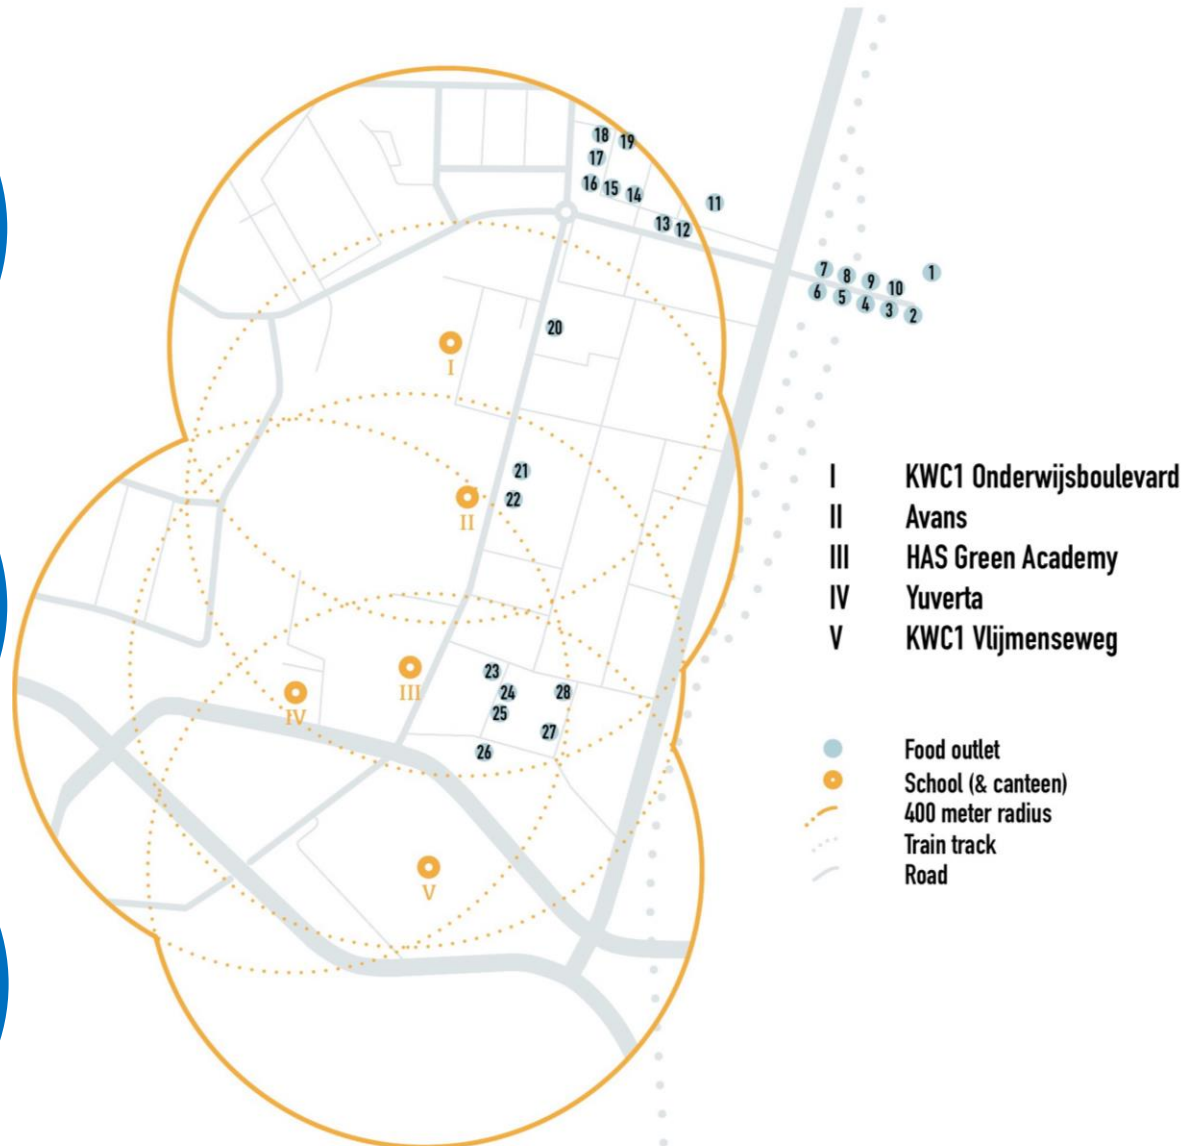 18 19
17
16 15 14
11
13 12
7 8 9 10 1
6 5 4 3 2
20
I
21
22
II
23
24 28
25
III
IV
27
26
V
I KWC1 Onderwijsboulevard
II Avans
III HAS Green Academy
IV Yuverta
V KWC1 Vlijmenseweg
Food outlet
School (& canteen)
400 meter radius
Train track
Road